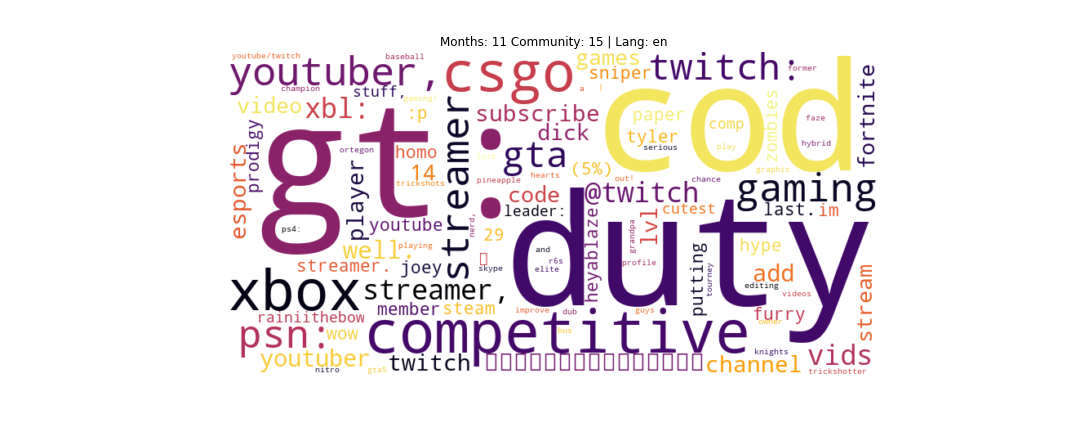 Months: 11 Community: 15 | Lang: en
youtube/twitch
baseball
youtuber,
champion
stuff,
gaming!
csgo
games
sniper
twitch:
former
a
l
video
xbl:
:p
subscribe
dick
paper
tyler
serious
comp
play
zombies
faze
hybrid
fortnite
cod
gt:
prodigy
esports
ortegon
homo
14
trickshots
player
streamer
gta
hearts
pineapple
(5%)
out!
graphic
chance
@twitch
gaming
code
leader:
cutest
last.
im
ps4:
youtube
well.
playing
nerd,
29
and
r6s
elite
heyablaze
grandpa
profile
lvl
duty
hype
add
editing
videos
putting
tourney
streamer.
joey
skype
xbox
streamer,
member
steam
improve
dub
guys
owner
furry
stream
rainiithebow
psn:
wow
competitive
bus
youtuber
nitro
gta5
twitch
channel
knights
vids
trickshotter